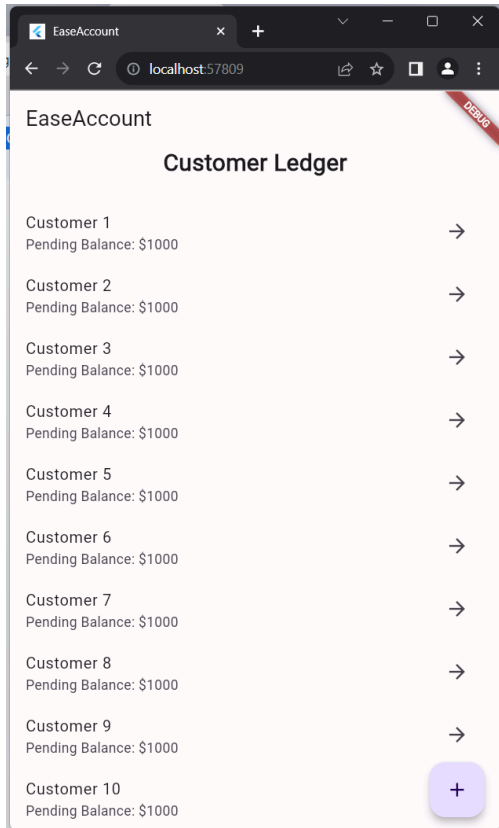 EaseAccount
localhost:57809
DEBUG
EaseAccount
Customer Ledger
Customer 1
Pending Balance: $1000
Customer 2
Pending Balance: $1000
Customer 3
Pending Balance: $1000
Customer 4
Pending Balance: $1000
Customer 5
Pending Balance: $1000
Customer 6
Pending Balance: $1000
Customer 7
Pending Balance: $1000
Customer 8
Pending Balance: $1000
Customer 9
Pending Balance: $1000
Customer 10
Pending Balance: $1000